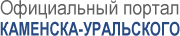 Официальный портал
КАМЕНСКА-УРАЛЬСКОГО